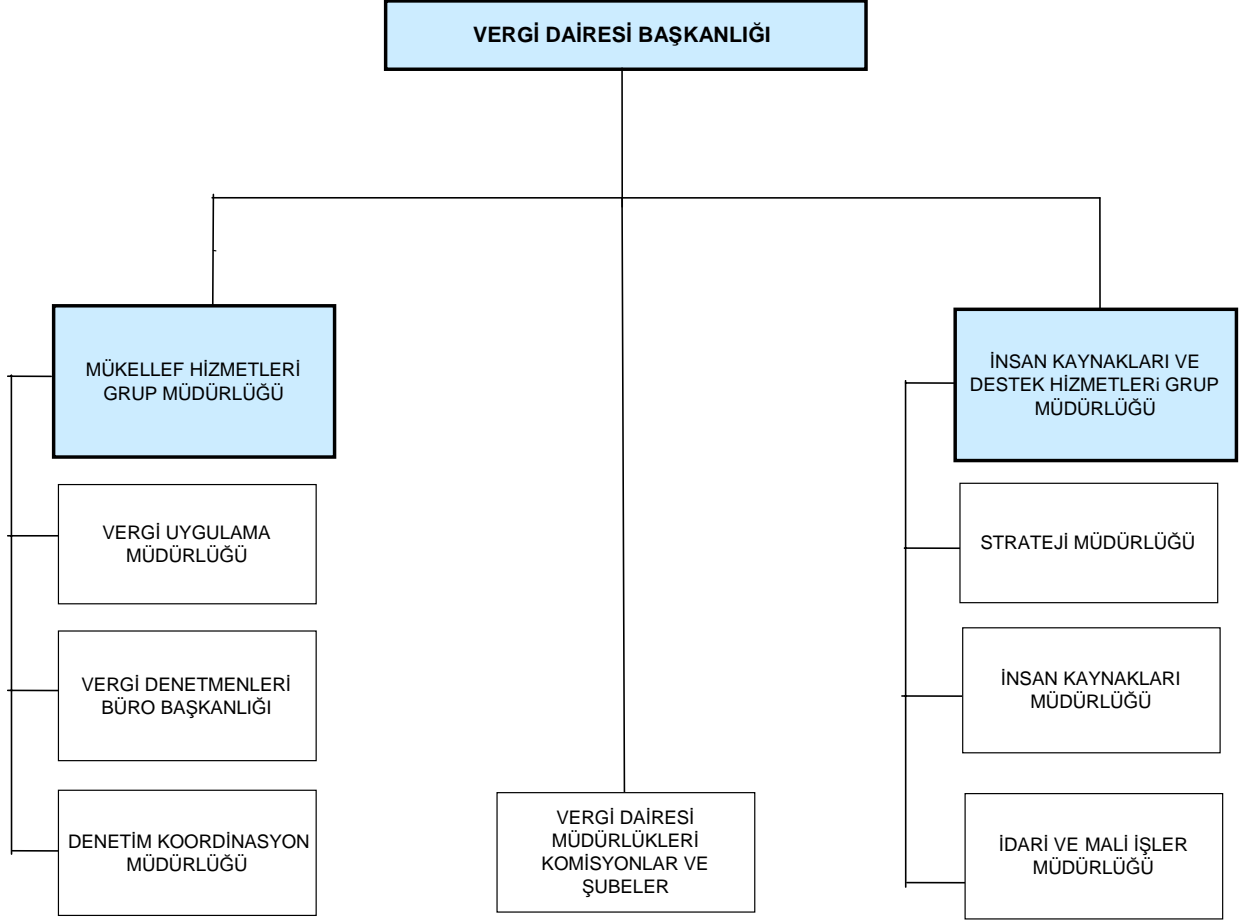 VERGİ DAİRESİ BAŞKANLIĞI
MÜKELLEF HİZMETLERİ
GRUP MÜDÜRLÜĞÜ
VERGİ UYGULAMA
MÜDÜRLÜĞÜ
VERGİ DENETMENLERİ
BÜRO BAŞKANLIĞI
DENETİM KOORDİNASYON
MÜDÜRLÜĞÜ
VERGİ DAİRESİ
MÜDÜRLÜKLERİ
KOMİSYONLAR VE
ŞUBELER
İNSAN KAYNAKLARI VE
DESTEK HİZMETLERi GRUP
MÜDÜRLÜĞÜ
STRATEJİ MÜDÜRLÜĞÜ
İNSAN KAYNAKLARI
MÜDÜRLÜĞÜ
İDARİ VE MALİ İŞLER
MÜDÜRLÜĞÜ